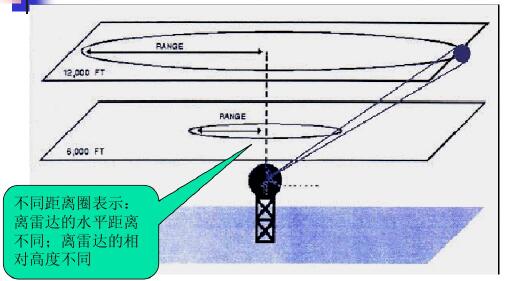 RANGE
12,000 FT
RANGE
6,000 FT
不同距离圈表示：
离雷达的水平距离
不同；离雷达的相
对高度不同